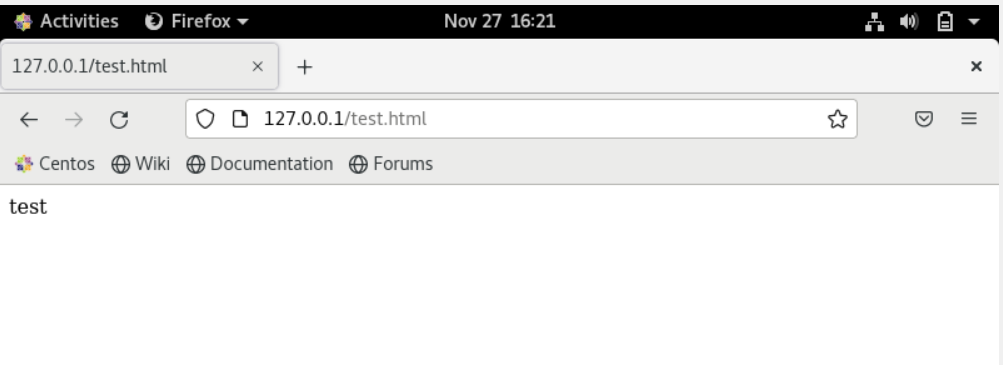 Activities Firefox Nov 27 16:21
127.0.0.1/test.html
127.0.0.1/test.html
Centos Wiki Documentation Forums
test